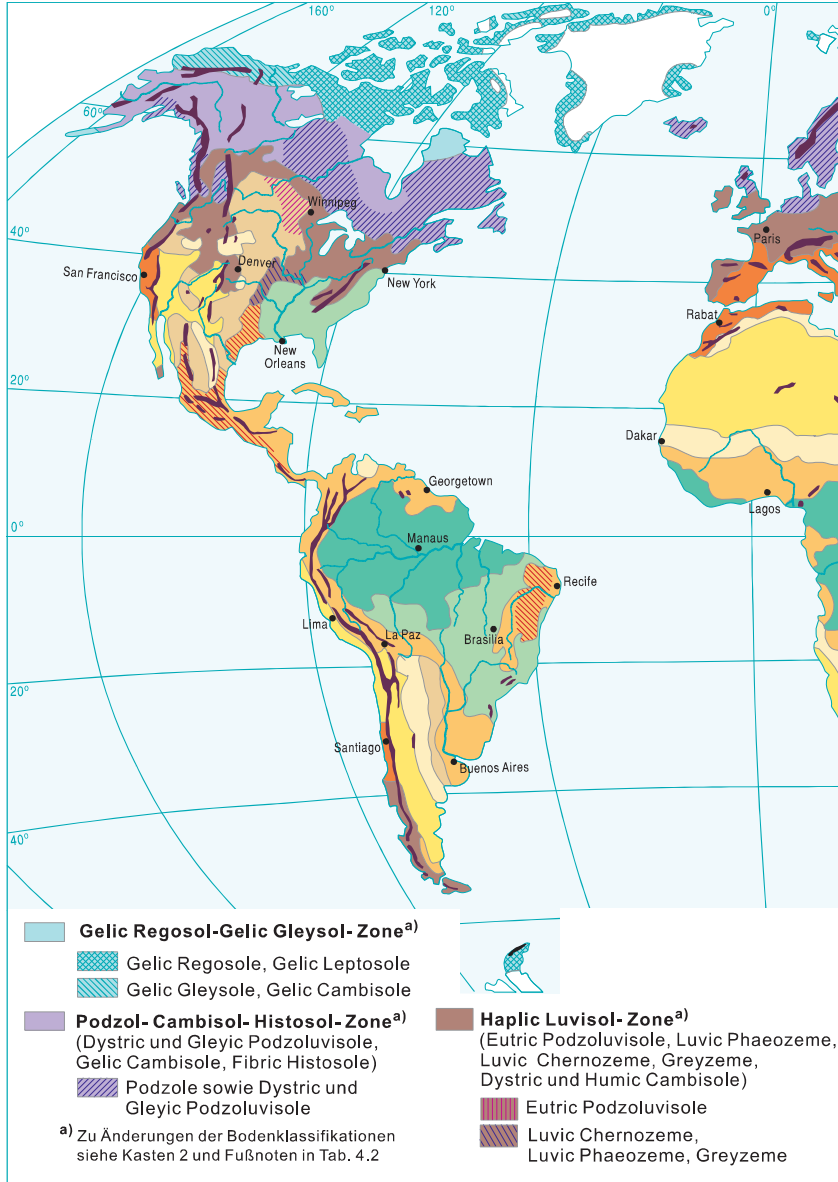 160°
120°
0°
60°
Winnipeg
Paris
40°
Denver
San Francisco
New York
Rabat
New
Orleans
20°
Dakar
Georgetown
Lagos
0°
Manaus
Recife
Lima
La Paz
Brasilia
20°
Santiago
Buenos Aires
40°
Gelic Regosol-Gelic Gleysol-Zone a)
Gelic Regosole, Gelic Leptosole
Gelic Gleysole, Gelic Cambisole
Podzol-Cambisol-Histosol-Zone a)
(Dystric und Gleyic Podzoluvisole,
Gelic Cambisole, Fibric Histosole)
Podzole sowie Dystric und
Gleyic Podzoluvisole
a) Zu Änderungen der Bodenklassifikationen
siehe Kasten 2 und Fußnoten in Tab. 4.2
Haplic Luvisol-Zone a)
(Eutric Podzoluvisole, Luvic Phaeozeme,
Luvic Chernozeme, Greyzeme,
Dystric und Humic Cambisole)
Eutric Podzoluvisole
Luvic Chernozeme,
Luvic Phaeozeme, Greyzeme